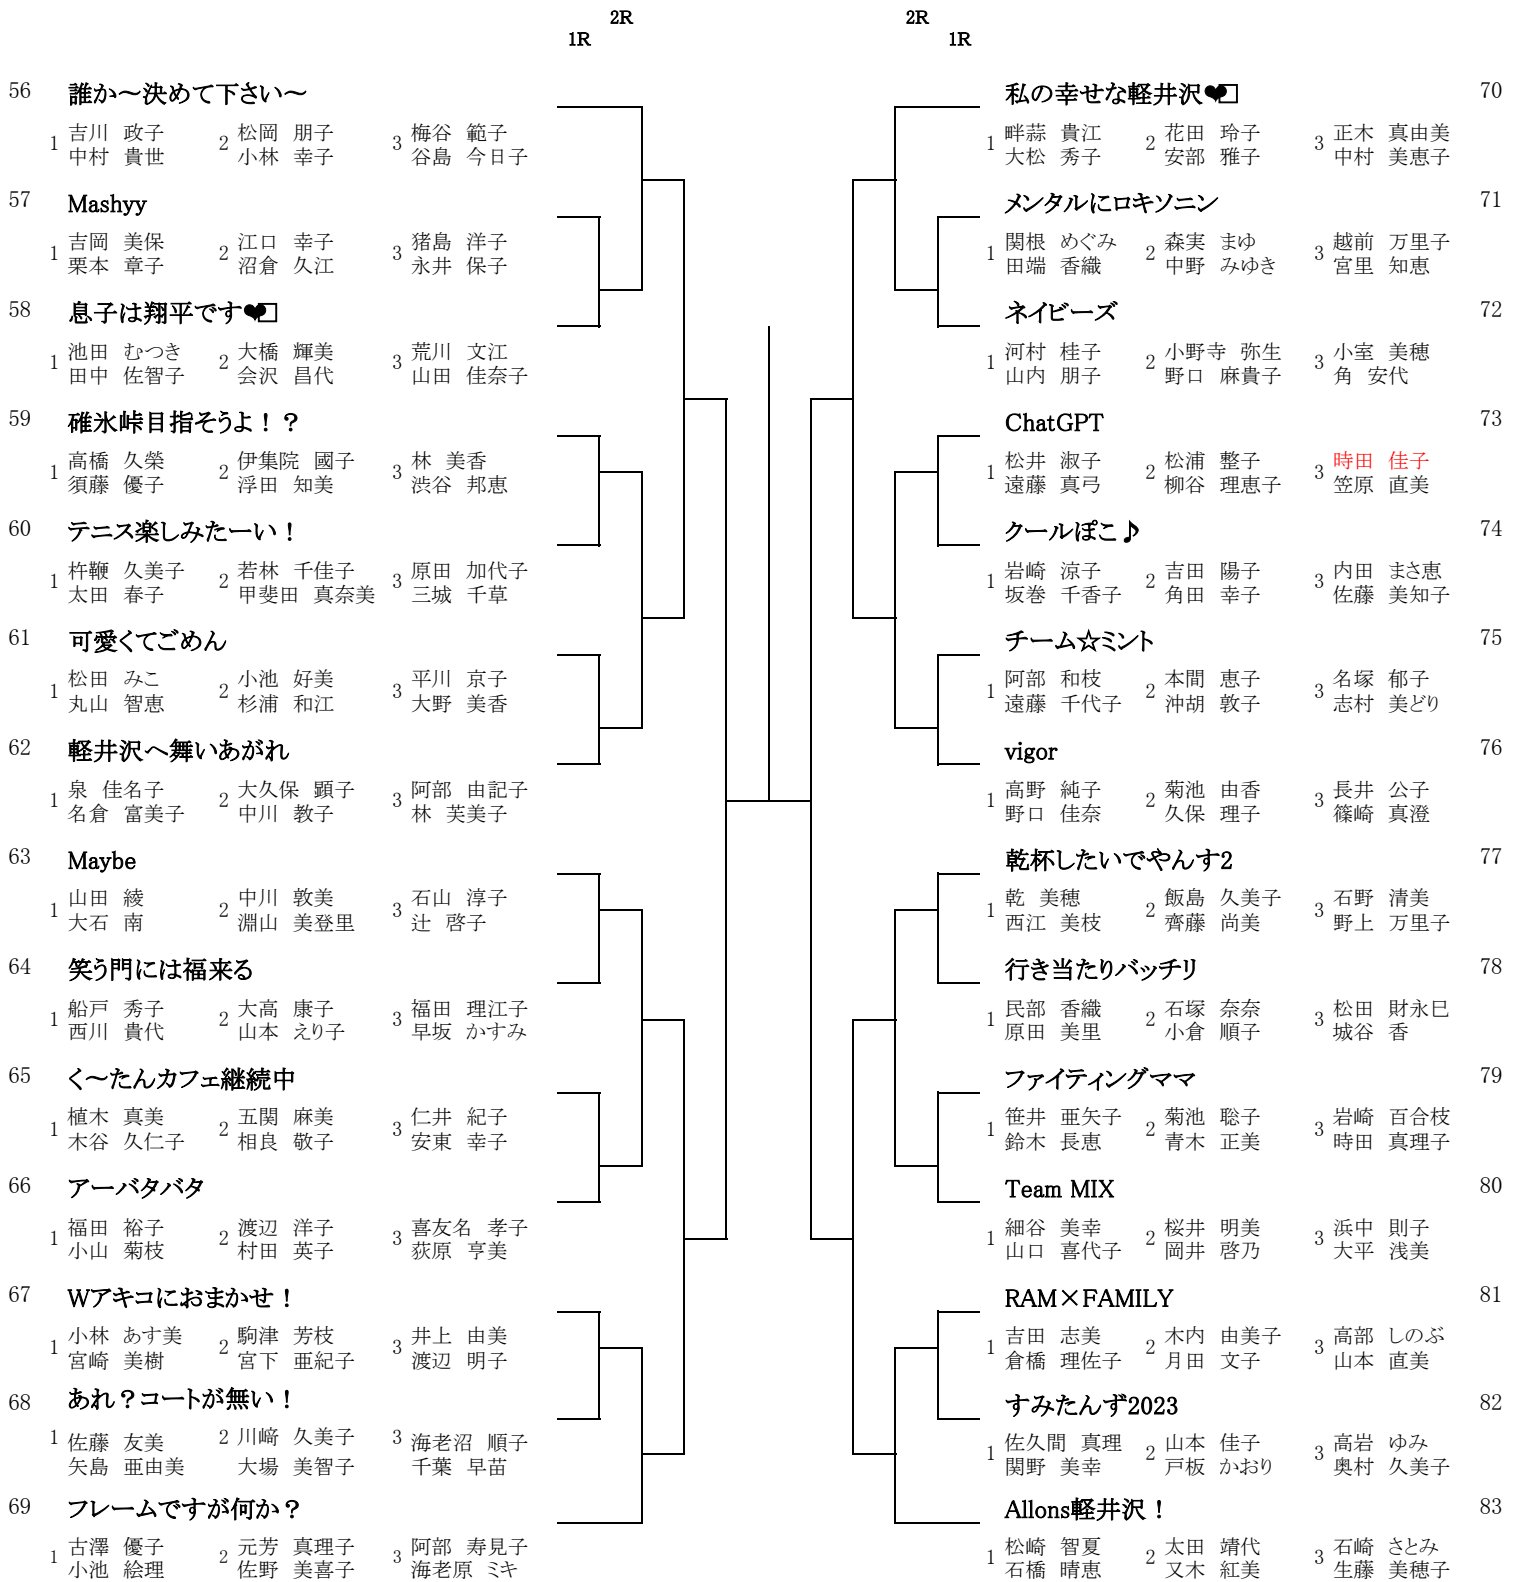 2R
1R
2R
1R
56 誰か～決めて下さい～
1 吉川 政子 2 松岡 朋子 3 梅谷 範子
中村 貴世 小林 幸子 谷島 今日子
57 Mashyy
1 吉岡 美保 2 江口 幸子 3 猪島 洋子
栗本 章子 沼倉 久江 永井 保子
58 息子は翔平です❤□
1 池田 むつき 2 大橋 輝美 3 荒川 文江
田中 佐智子 会沢 昌代 山田 佳奈子
59 碓氷峠目指そうよ！？
1 高橋 久榮 2 伊集院 國子 3 林 美香
須藤 優子 浮田 知美 渋谷 邦恵
60 テニス楽しみたーい！
1 杵鞭 久美子 2 若林 千佳子 3 原田 加代子
太田 春子 甲斐田 真奈美 三城 千草
61 可愛くてごめん
1 松田 みこ 2 小池 好美 3 平川 京子
丸山 智恵 杉浦 和江 大野 美香
62 軽井沢へ舞いあがれ
1 泉 佳名子 2 大久保 顕子 3 阿部 由記子
名倉 富美子 中川 教子 林 芙美子
63 Maybe
1 山田 綾 2 中川 敦美 3 石山 淳子
大石 南 淵山 美登里 辻 啓子
64 笑う門には福来る
1 船戸 秀子 2 大高 康子 3 福田 理江子
西川 貴代 山本 えり子 早坂 かすみ
65 く～たんカフェ継続中
1 植木 真美 2 五関 麻美 3 仁井 紀子
木谷 久仁子 相良 敬子 安東 幸子
66 アーバタバタ
1 福田 裕子 2 渡辺 洋子 3 喜友名 孝子
小山 菊枝 村田 英子 荻原 亨美
67 Wアキコにおまかせ！
1 小林 あす美 2 駒津 芳枝 3 井上 由美
宮崎 美樹 宮下 亜紀子 渡辺 明子
68 あれ？コートが無い！
1 佐藤 友美 2 川﨑 久美子 3 海老沼 順子
矢島 亜由美 大場 美智子 千葉 早苗
69 フレームですが何か？
1 古澤 優子 2 元芳 真理子 3 阿部 寿見子
小池 絵理 佐野 美喜子 海老原 ミキ
私の幸せな軽井沢❤□ 70
1 畔蒜 貴江 2 花田 玲子 3 正木 真由美
大松 秀子 安部 雅子 中村 美恵子
メンタルにロキソニン 71
1 関根 めぐみ 2 森実 まゆ 3 越前 万里子
田端 香織 中野 みゆき 宮里 知恵
ネイビーズ 72
1 河村 桂子 2 小野寺 弥生 3 小室 美穂
山内 朋子 野口 麻貴子 角 安代
ChatGPT 73
1 松井 淑子 2 松浦 整子 3 時田 佳子
遠藤 真弓 柳谷 理恵子 笠原 直美
クールぽこ♪ 74
1 岩崎 涼子 2 吉田 陽子 3 内田 まさ恵
坂巻 千香子 角田 幸子 佐藤 美知子
チーム☆ミント 75
1 阿部 和枝 2 本間 恵子 3 名塚 郁子
遠藤 千代子 沖胡 敦子 志村 美どり
vigor 76
1 高野 純子 2 菊池 由香 3 長井 公子
野口 佳奈 久保 理子 篠崎 真澄
乾杯したいでやんす2 77
1 乾 美穂 2 飯島 久美子 3 石野 清美
西江 美枝 齊藤 尚美 野上 万里子
行き当たりバッチリ 78
1 民部 香織 2 石塚 奈奈 3 松田 財永巳
原田 美里 小倉 順子 城谷 香
ファイティングママ 79
1 笹井 亜矢子 2 菊池 聡子 3 岩崎 百合枝
鈴木 長恵 青木 正美 時田 真理子
Team MIX 80
1 細谷 美幸 2 桜井 明美 3 浜中 則子
山口 喜代子 岡井 啓乃 大平 浅美
RAM×FAMILY 81
1 吉田 志美 2 木内 由美子 3 高部 しのぶ
倉橋 理佐子 月田 文子 山本 直美
すみたんず2023 82
1 佐久間 真理 2 山本 佳子 3 高岩 ゆみ
関野 美幸 戸板 かおり 奥村 久美子
Allons軽井沢！ 83
1 松崎 智夏 2 太田 靖代 3 石崎 さとみ
石橋 晴恵 又木 紅美 生藤 美穂子